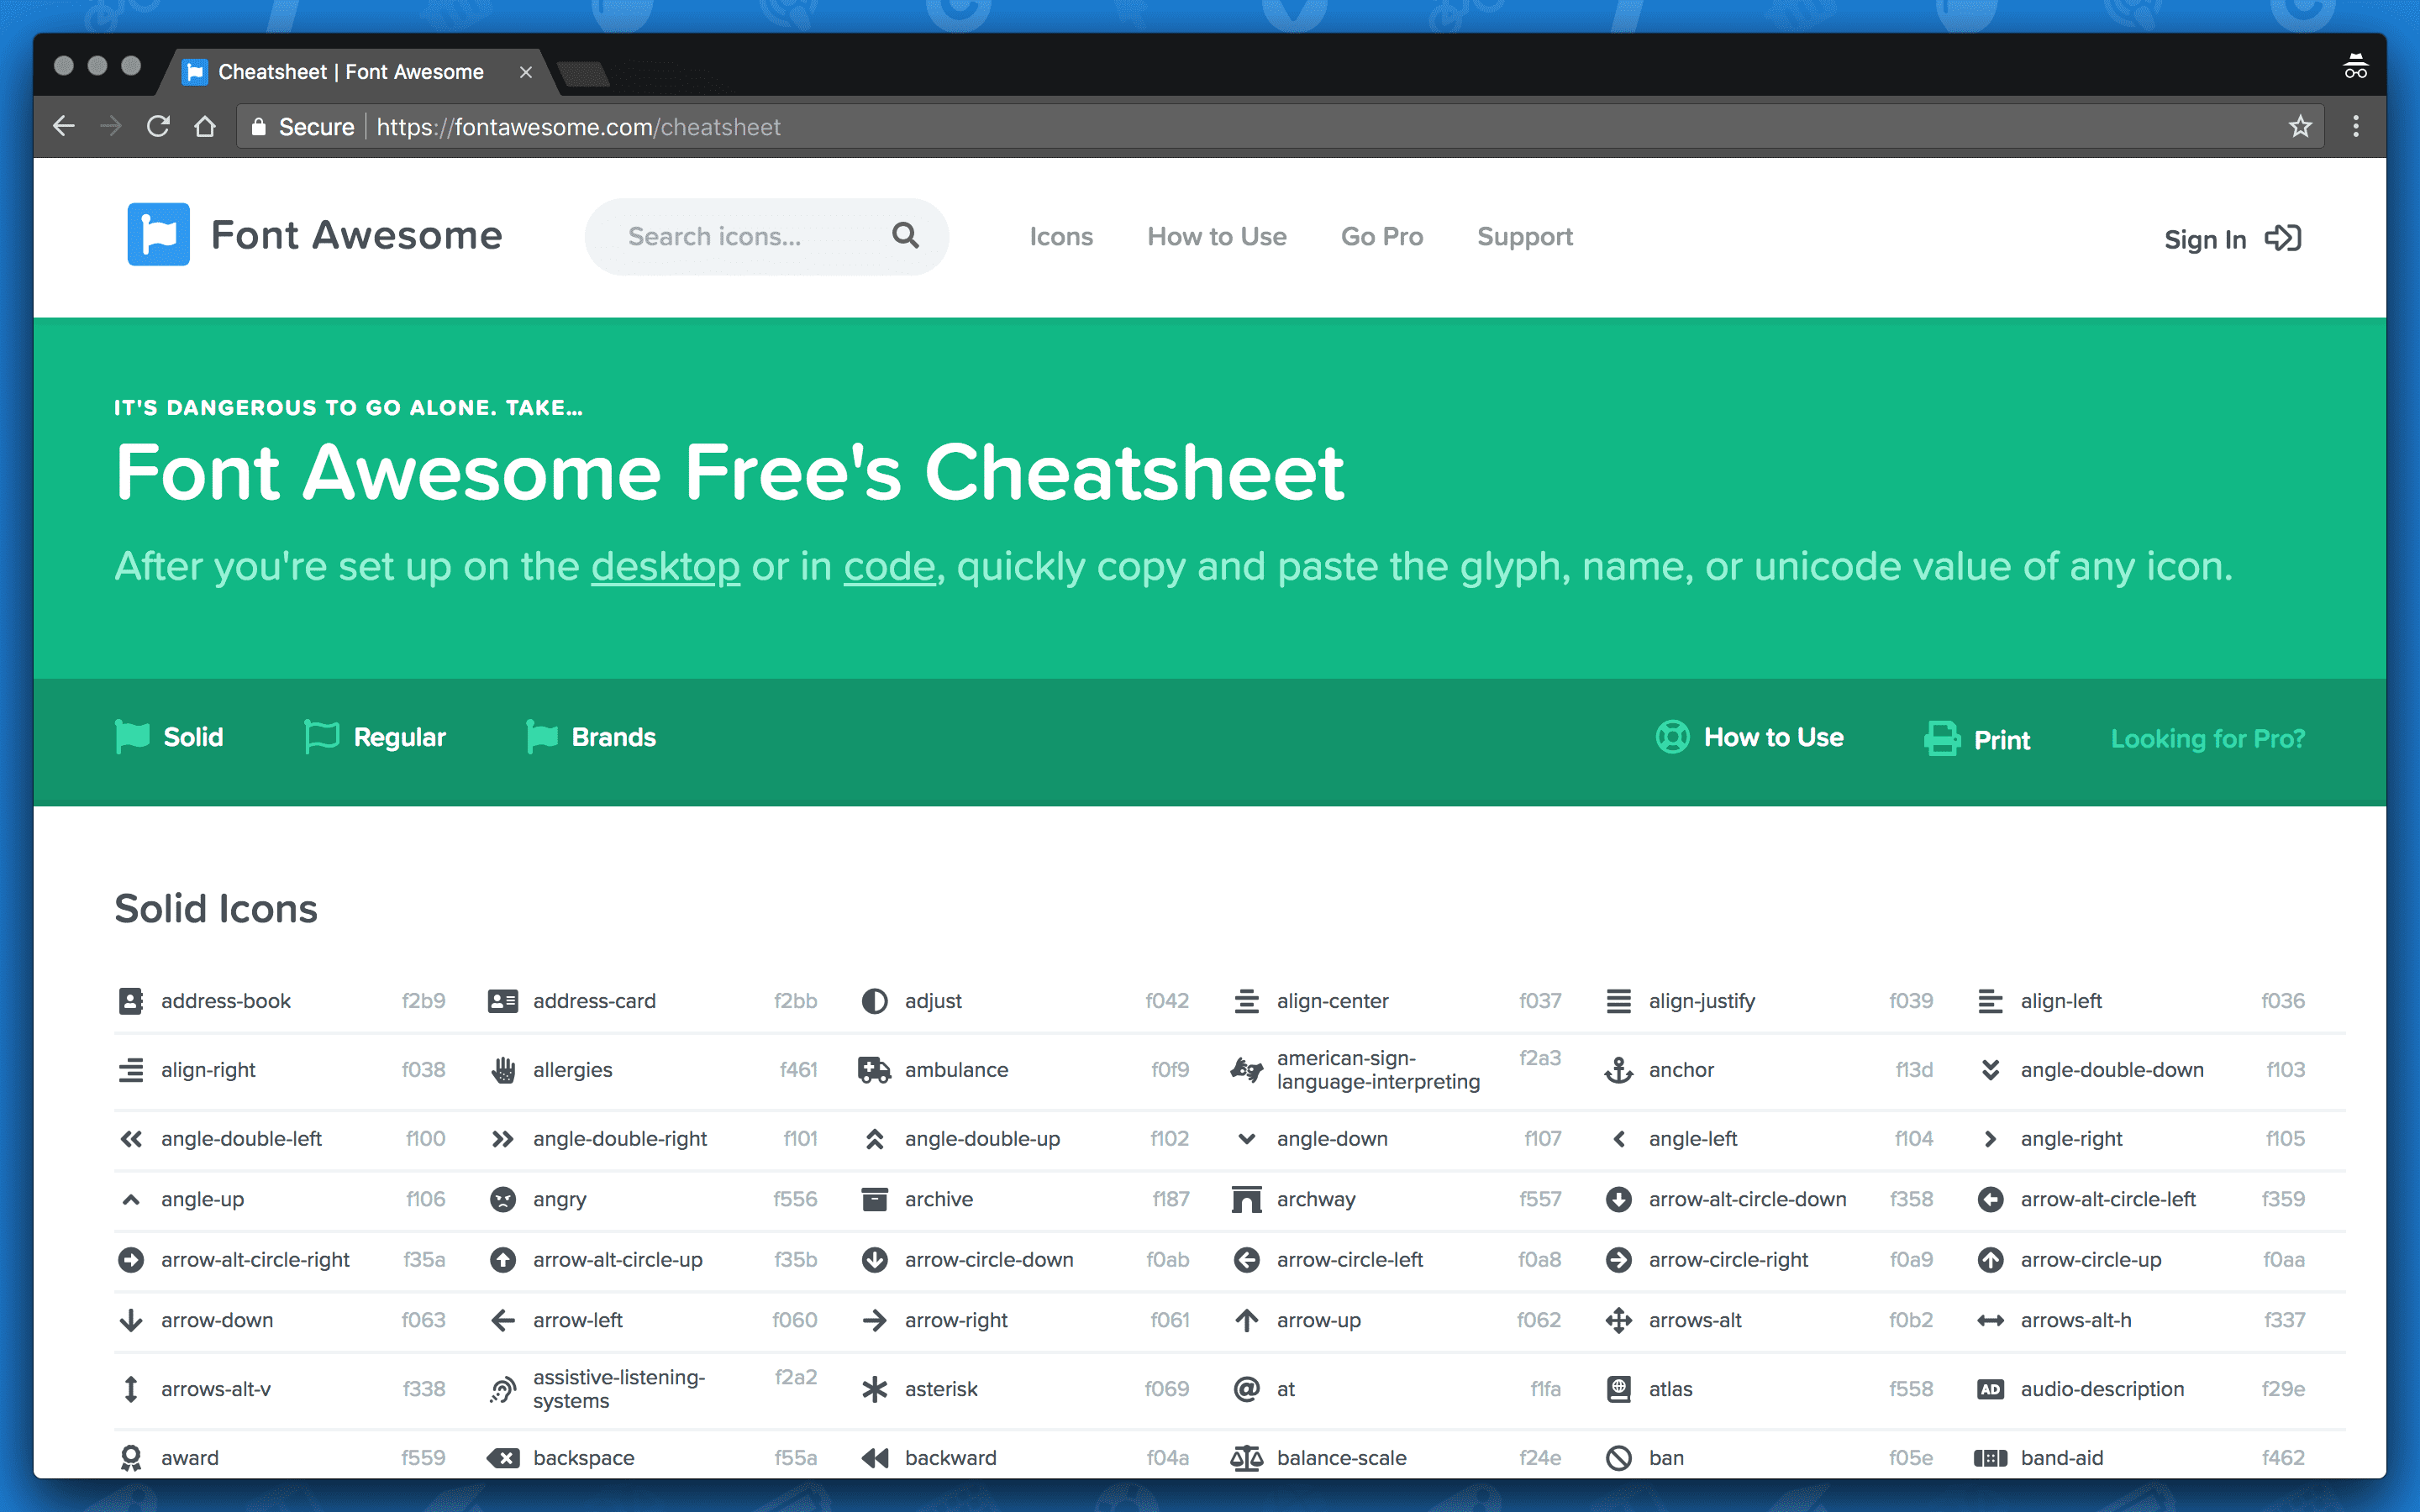 Cheatsheet | Font Awesome
Secure https://fontawesome.com/cheatsheet
Font Awesome Search icons... Icons How to Use Go Pro Support Sign In
IT'S DANGEROUS TO GO ALONE. TAKE...
Font Awesome Free's Cheatsheet
After you're set up on the desktop or in code, quickly copy and paste the glyph, name, or unicode value of any icon.
Solid Regular Brands How to Use Print Looking for Pro?
Solid Icons
address-book f2b9 address-card f2bb adjust f042 align-center f037 align-justify f039 align-left f036
align-right f038 allergies f461 ambulance f0f9 american-sign-language-interpreting f2a3 anchor f13d angle-double-down f103
angle-double-left f100 angle-double-right f101 angle-double-up f102 angle-down f107 angle-left f104 angle-right f105
angle-up f106 angry f556 archive f187 archway f557 arrow-alt-circle-down f358 arrow-alt-circle-left f359
arrow-alt-circle-right f35a arrow-alt-circle-up f35b arrow-circle-down f0ab arrow-circle-left f0a8 arrow-circle-right f0a9 arrow-circle-up f0aa
arrow-down f063 arrow-left f060 arrow-right f061 arrow-up f062 arrows-alt f0b2 arrows-alt-h f337
arrows-alt-v f338 assistive-listening-systems f2a2 asterisk f069 at f1fa atlas f558 AD audio-description f29e
award f559 backspace f55a backward f04a balance-scale f24e ban f05e band-aid f462